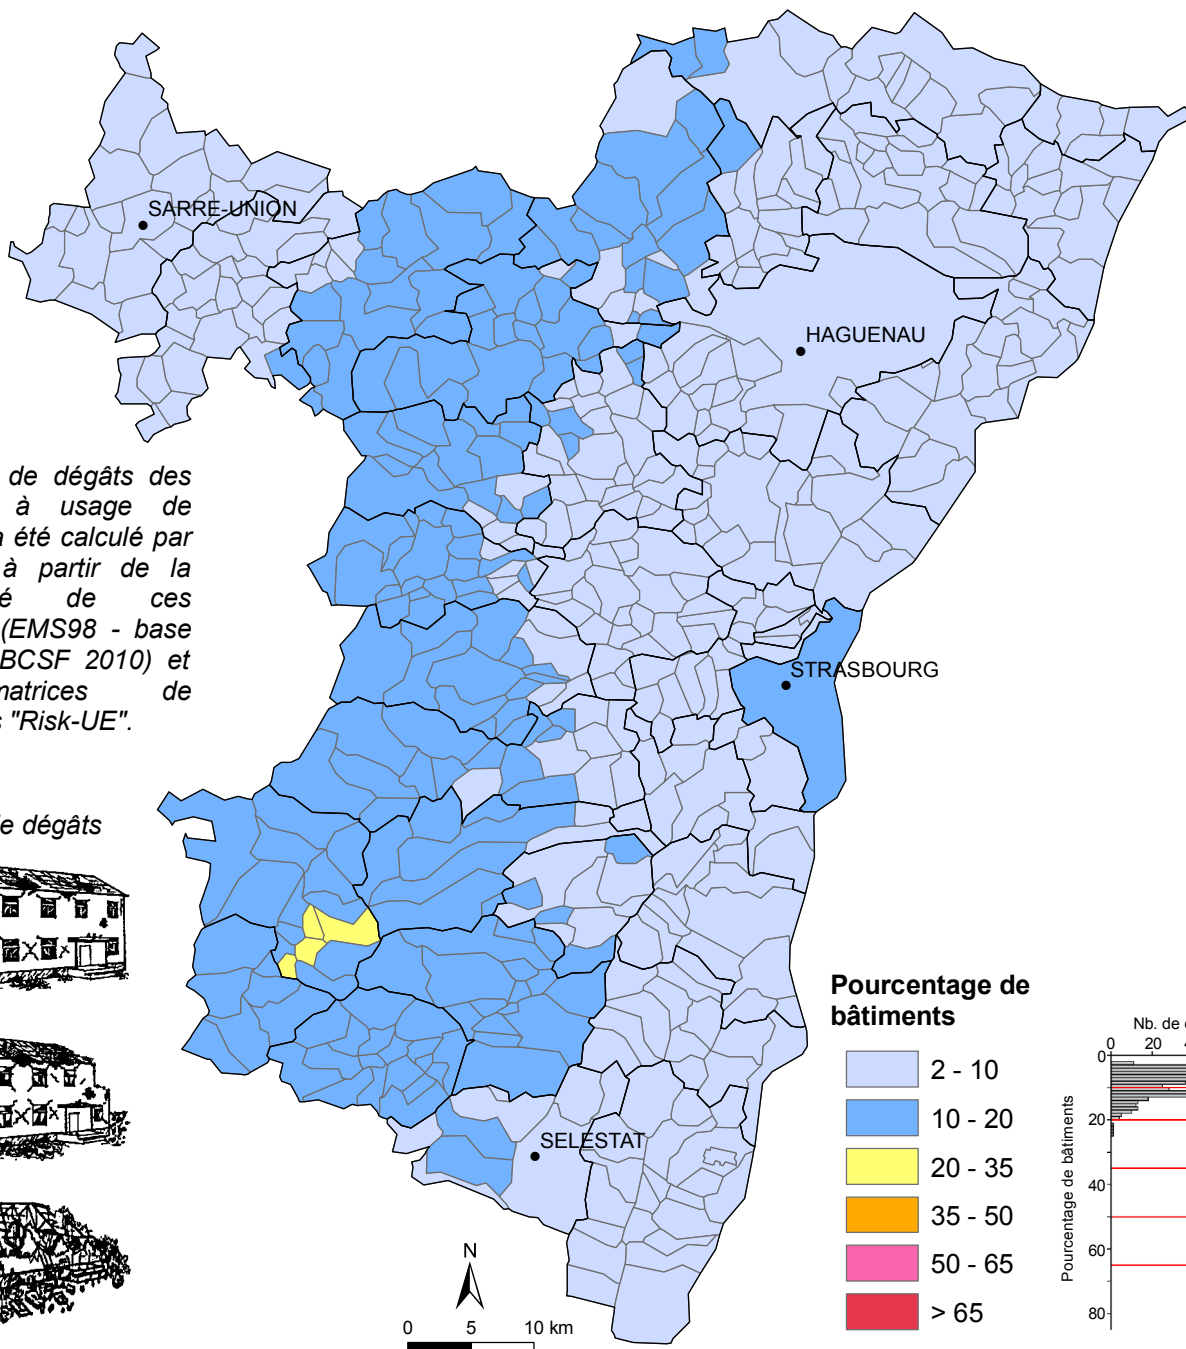 SARRE-UNION
HAGUENAU
STRASBOURG
SELESTAT
de dégâts des
à usage de
a été calculé par
à partir de la
é de ces
(EMS98 - base
BCSF 2010) et
matrices de
s "Risk-UE".
de dégâts
Pourcentage de
bâtiments
2 - 10
10 - 20
20 - 35
35 - 50
50 - 65
> 65
Nb. de
0 20 4
0
20
40
60
80
Pourcentage de bâtiments
N
0 5 10 km